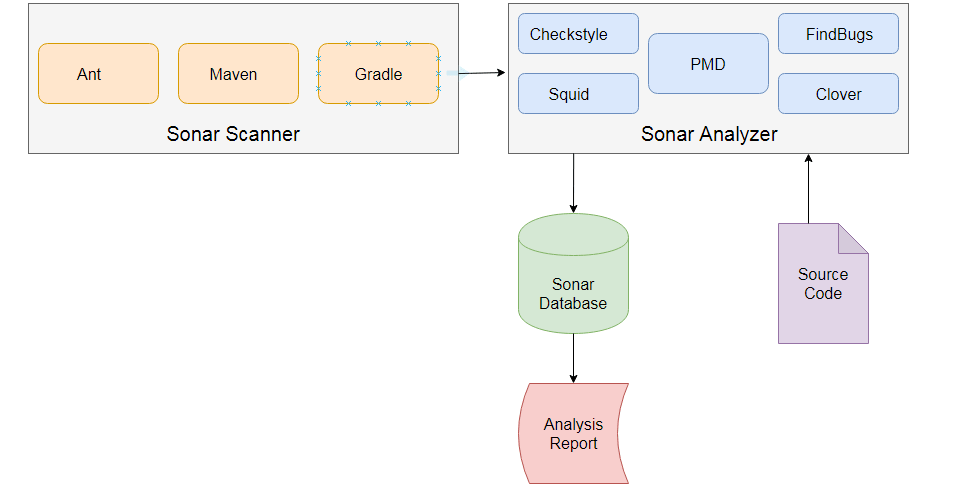 Ant
Maven
Gradle
Sonar Scanner
Checkstyle
PMD
FindBugs
Squid
Clover
Sonar Analyzer
Sonar
Database
Source
Code
Analysis
Report